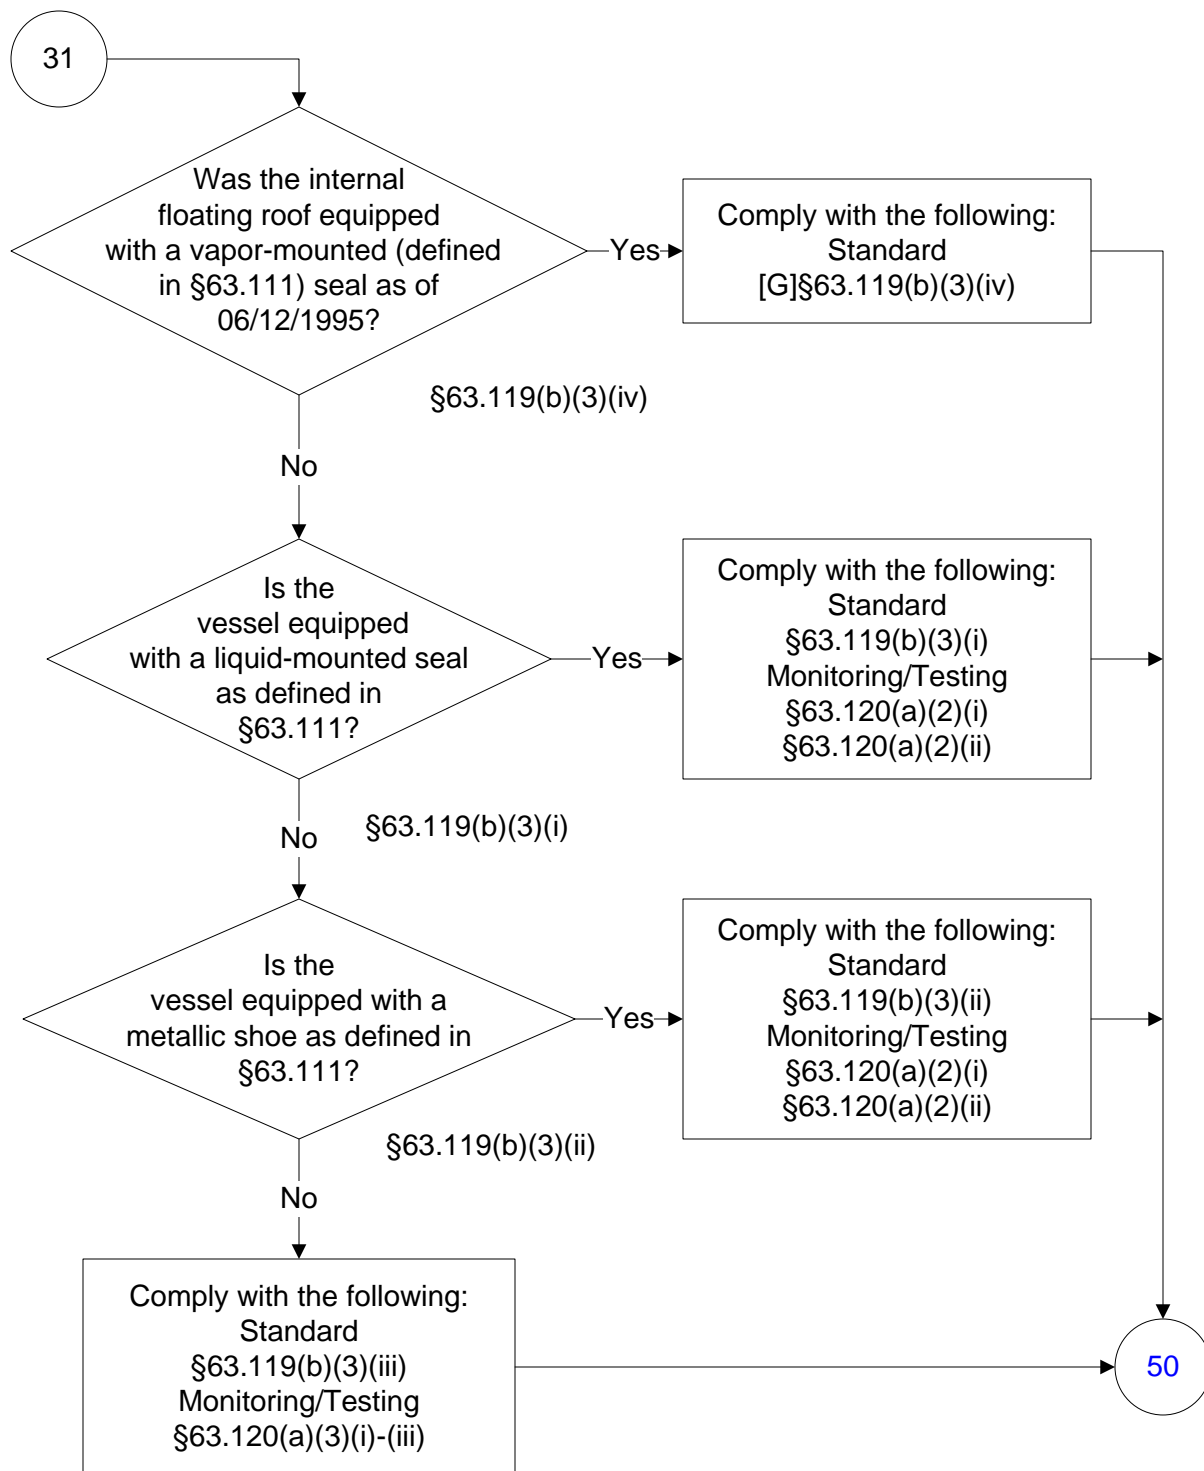 31
Was the internal
floating roof equipped
with a vapor-mounted (defined
in §63.111) seal as of
06/12/1995?
Yes
Comply with the following:
Standard
[G]§63.119(b)(3)(iv)
§63.119(b)(3)(iv)
No
Is the
vessel equipped
with a liquid-mounted seal
as defined in
§63.111?
Yes
Comply with the following:
Standard
§63.119(b)(3)(i)
Monitoring/Testing
§63.120(a)(2)(i)
§63.120(a)(2)(ii)
§63.119(b)(3)(i)
No
Is the
vessel equipped with a
metallic shoe as defined in
§63.111?
Yes
Comply with the following:
Standard
§63.119(b)(3)(ii)
Monitoring/Testing
§63.120(a)(2)(i)
§63.120(a)(2)(ii)
§63.119(b)(3)(ii)
No
Comply with the following:
Standard
§63.119(b)(3)(iii)
Monitoring/Testing
§63.120(a)(3)(i)-(iii)
50